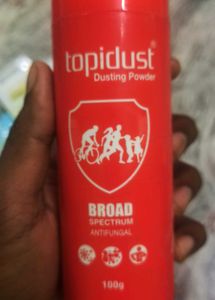 topidust®
Dusting Powder
BROAD
SPECTRUM
ANTIFUNGAL
100g